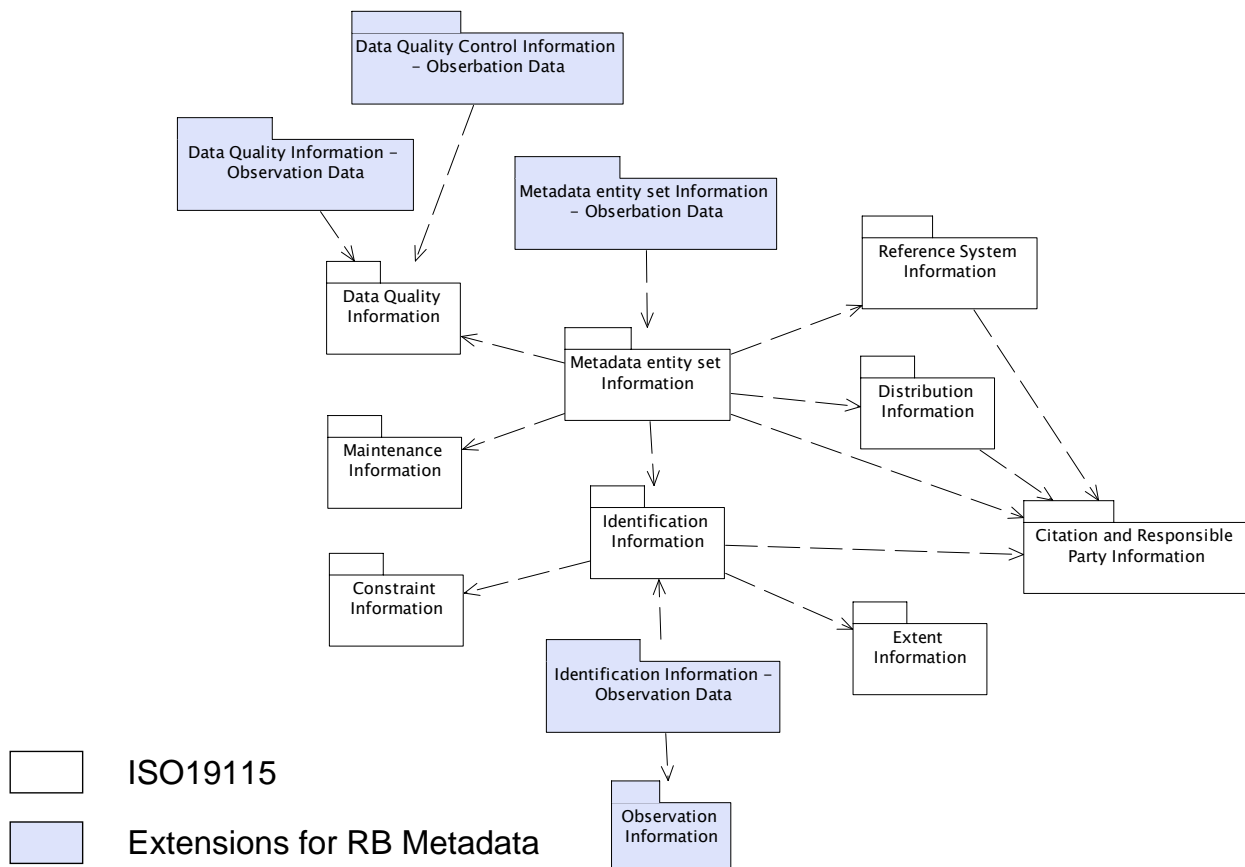 Data Quality Control Information
– Obserbation Data
Data Quality Information –
Observation Data
Metadata entity set Information
– Obserbation Data
Reference System
Information
Data Quality
Information
Metadata entity set
Information
Distribution
Information
Maintenance
Information
Identification
Information
Citation and Responsible
Party Information
Constraint
Information
Extent
Information
Identification Information –
Observation Data
ISO19115
Observation
Information
Extensions for RB Metadata